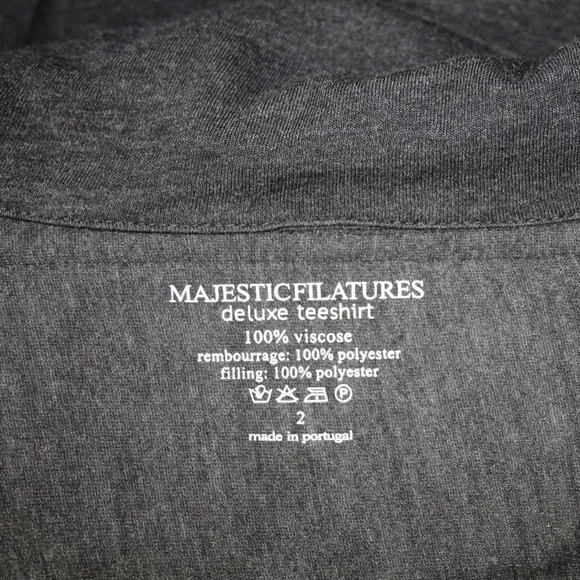 MAJESTICFILATURES
deluxe teeshirt
100% viscose
rembourrage: 100% polyester
filling: 100% polyester
P
2
made in portugal